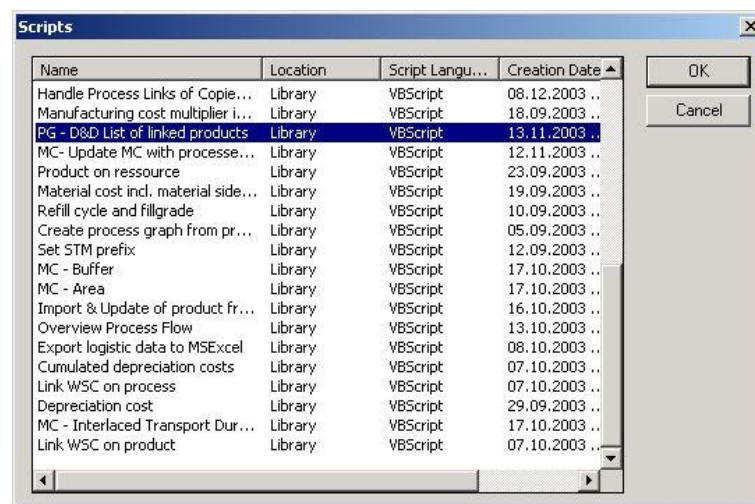 Scripts
Name Location Script Langu... Creation Date
OK
Cancel
Handle Process Links of Copie... Library VBScript 08.12.2003 ...
Manufacturing cost multiplier i... Library VBScript 18.09.2003 ...
PG - D&D List of linked products Library VBScript 13.11.2003 ...
MC- Update MC with processe... Library VBScript 12.11.2003 ...
Product on ressource Library VBScript 23.09.2003 ..
Material cost incl. material side... Library VBScript 19.09.2003 ..
Refill cycle and fillgrade Library VBScript 10.09.2003 ..
Create process graph from pr... Library VBScript 05.09.2003 ..
Set STM prefix Library VBScript 12.09.2003 ..
MC - Buffer Library VBScript 17.10.2003 ..
MC - Area Library VBScript 17.10.2003 ..
Import & Update of product fr... Library VBScript 16.10.2003 ..
Overview Process Flow Library VBScript 13.10.2003 ..
Export logistic data to MSExcel Library VBScript 08.10.2003 ..
Cumulated depreciation costs Library VBScript 07.10.2003 ..
Link WSC on process Library VBScript 07.10.2003 ..
Depreciation cost Library VBScript 29.09.2003 ..
MC - Interlaced Transport Dur... Library VBScript 17.10.2003 ..
Link WSC on product Library VBScript 07.10.2003 ..